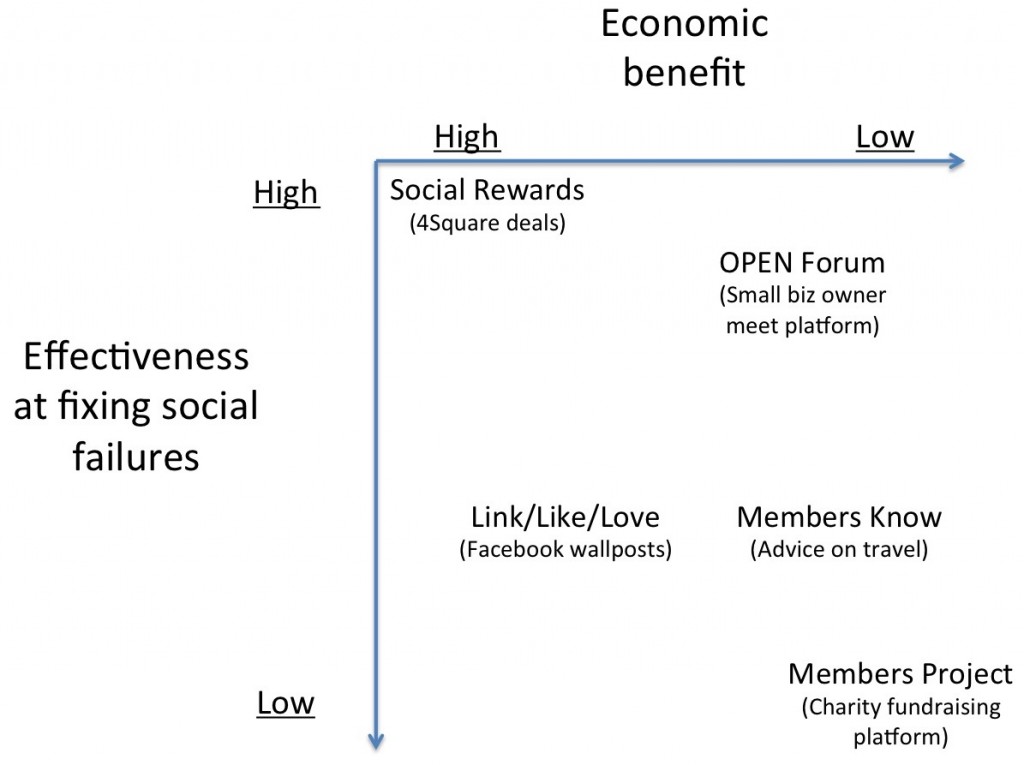 Economic
benefit
High
Low
High
Social Rewards
(4Square deals)
OPEN Forum
(Small biz owner
meet platform)
Effectiveness
at fixing social
failures
Link/Like/Love
(Facebook wallposts)
Members Know
(Advice on travel)
Members Project
(Charity fundraising
platform)
Low